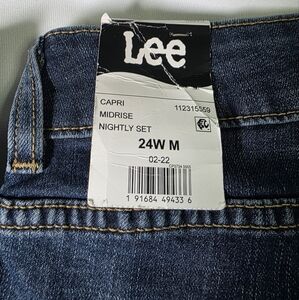 Lee
CAPRI
112315559
MIDRISE
NIGHTLY SET
24W M
02-22
1 91684 49433 6